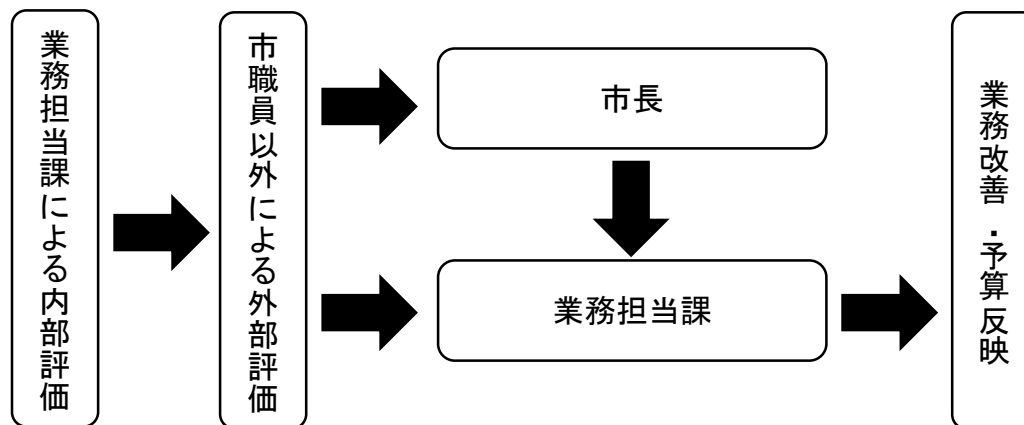 業務担当課による内部評価
市職員以外による外部評価
市長
業務担当課
業務改善・予算反映